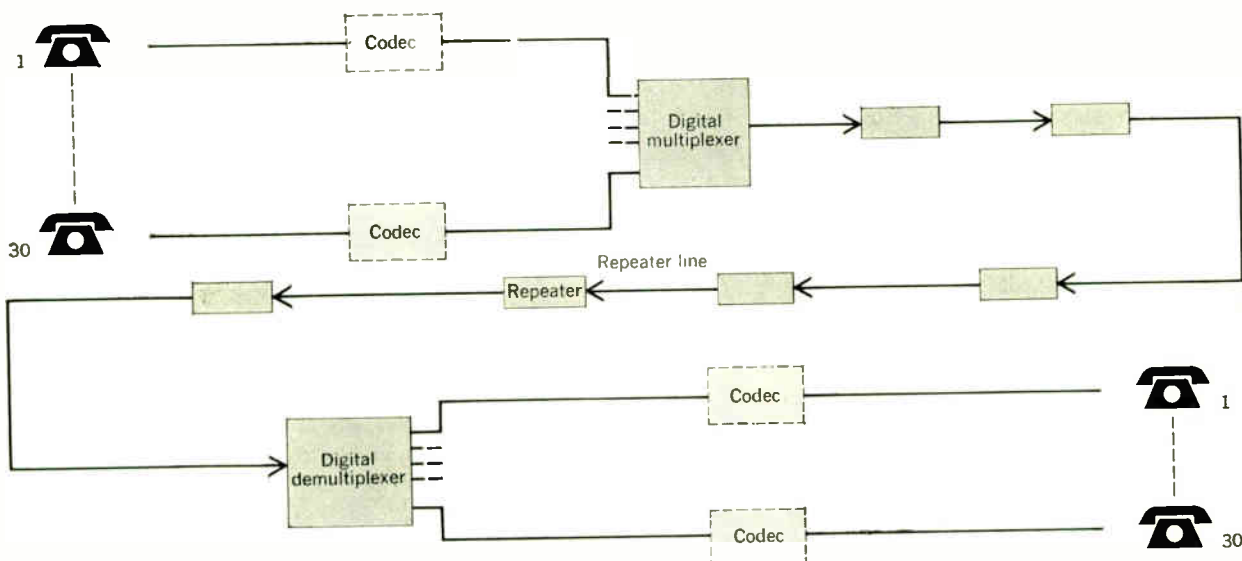 1
Codec
Digital
multiplexer
30
Codec
Repeater line
Repeater
Codec
1
Digital
demultiplexer
Codec
30